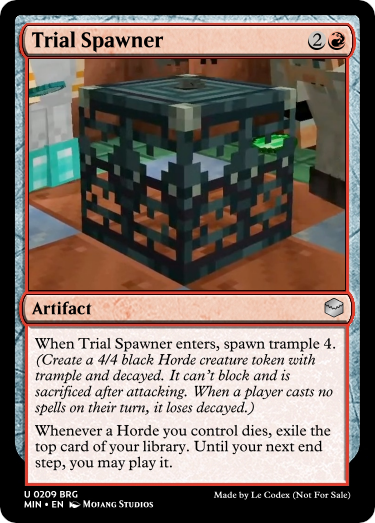 Trial Spawner 2
Artifact
When Trial Spawner enters, spawn trample 4.
(Create a 4/4 black Horde creature token with
trample and decayed. It can't block and is
sacrificed after attacking. When a player casts no
spells on their turn, it loses decayed.)
Whenever a Horde you control dies, exile the
top card of your library. Until your next end
step, you may play it.
U 0209 BRG
MIN • EN Mojang Studios
Made by Le Codex (Not For Sale)